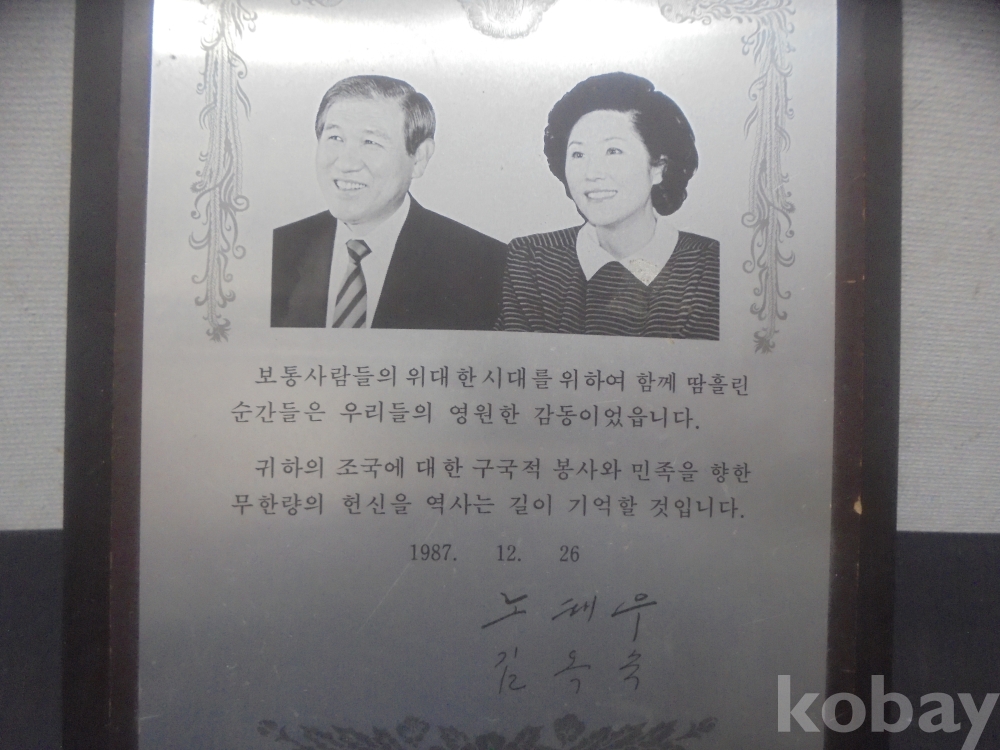 보통사람들의 위대한 시대를 위하여 함께 땀흘린
순간들은 우리들의 영원한 감동이었읍니다.
귀하의 조국에 대한 구국적 봉사와 민족을 향한
무한량의 헌신을 역사는 길이 기억할 것입니다.
1987. 12. 26
노태우
김옥숙
kobay